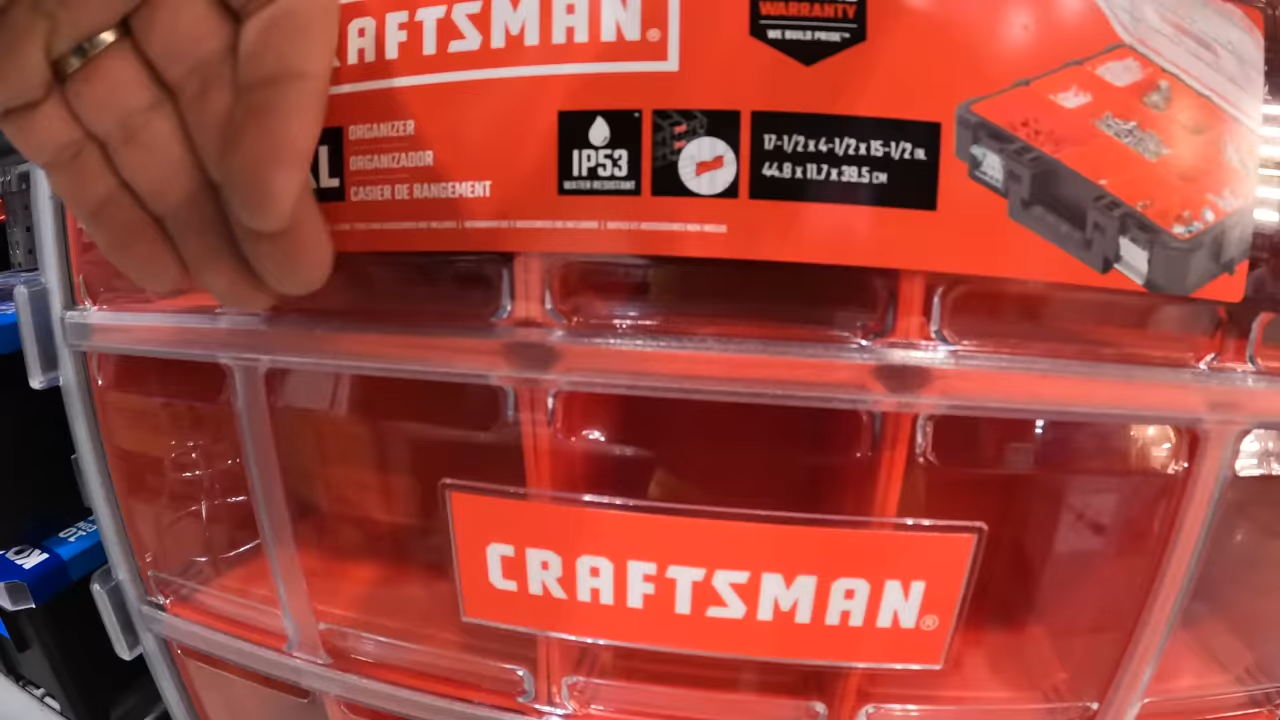 RAFTSMAN®
WARRANTY
WE BUILD PRIDE™
L
ORGANIZER
ORGANIZADOR
CASIER DE RANGEMENT
IP53
WATER RESISTANT
17-1/2 x 4-1/2 x 15-1/2 IN.
44.8 x 11.7 x 39.5 CM
CRAFTSMAN®